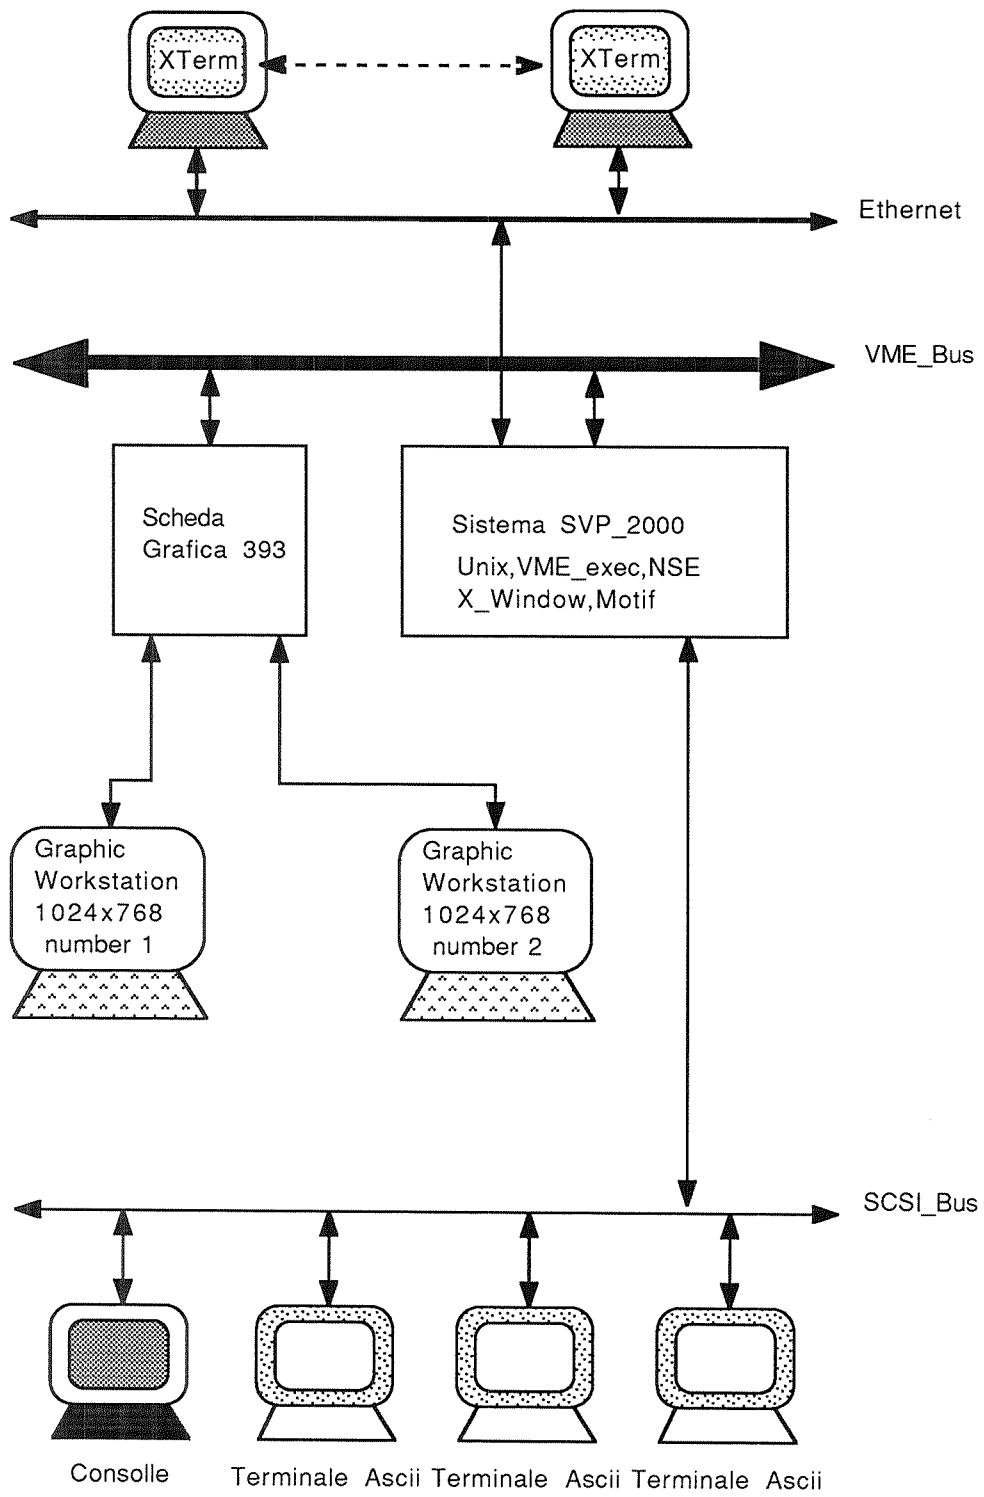 XTerm
XTerm
Ethernet
VME_Bus
Scheda
Grafica 393
Sistema SVP_2000
Unix,VME_exec,NSE
X_Window,Motif
Graphic
Workstation
1024x768
number 1
Graphic
Workstation
1024x768
number 2
SCSI_Bus
Consolle
Terminale Ascii
Terminale Ascii
Terminale Ascii